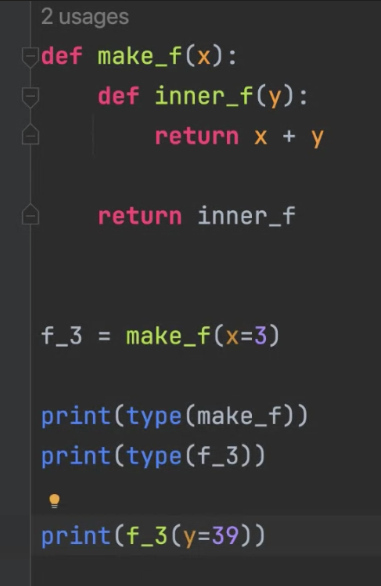 2 usages
def make_f(x):
    def inner_f(y):
        return x + y
    return inner_f
f_3 = make_f(x=3)
print(type(make_f))
print(type(f_3))
print(f_3(y=39))